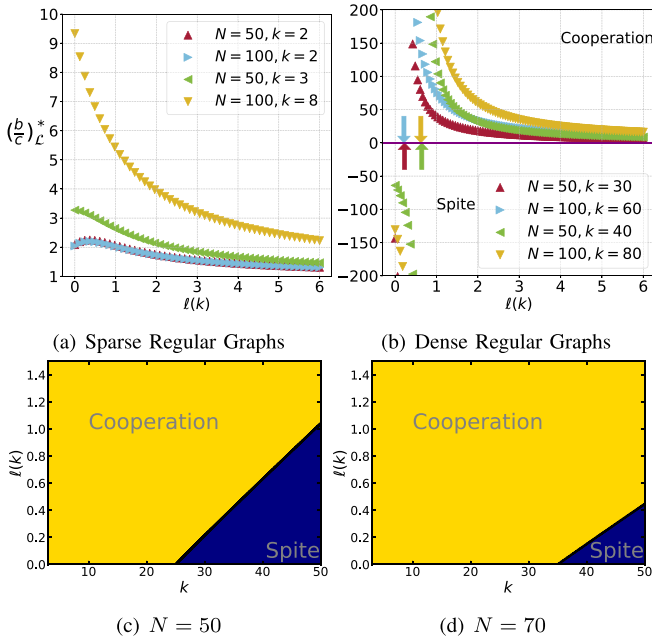 10
9
8
7
6
5
4
3
2
1
(b/c)*_L
0 1 2 3 4 5 6
ℓ(k)
N = 50, k = 2
N = 100, k = 2
N = 50, k = 3
N = 100, k = 8
(a) Sparse Regular Graphs
200
150
100
50
0
−50
−100
−150
−200
Cooperation
Spite
N = 50, k = 30
N = 100, k = 60
N = 50, k = 40
N = 100, k = 80
0 1 2 3 4 5 6
ℓ(k)
(b) Dense Regular Graphs
1.4
1.2
1.0
0.8
0.6
0.4
0.2
0.0
ℓ(k)
Cooperation
Spite
10 20 30 40 50
k
(c) N = 50
1.4
1.2
1.0
0.8
0.6
0.4
0.2
0.0
ℓ(k)
Cooperation
Spite
10 20 30 40 50
k
(d) N = 70